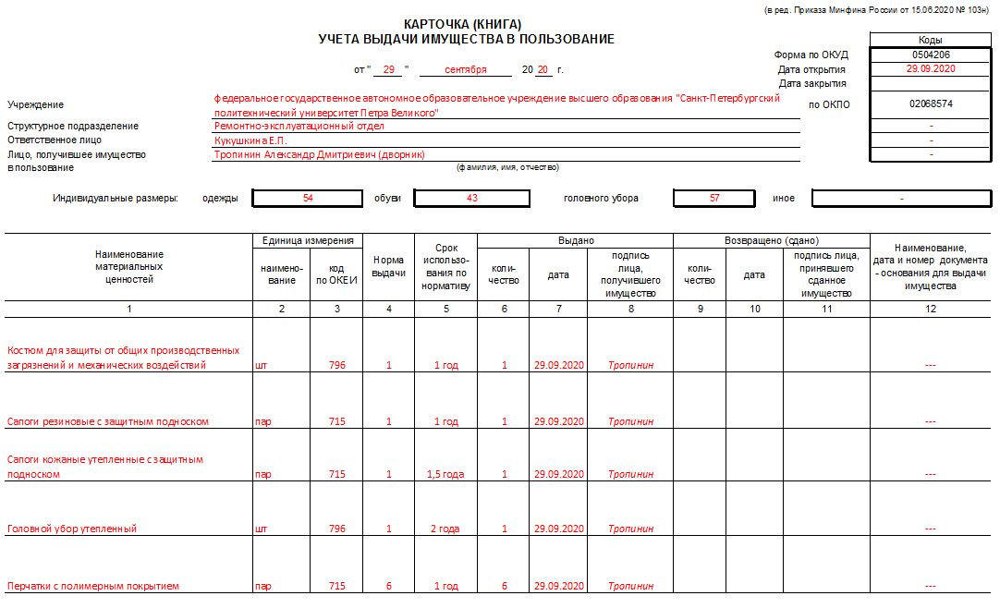 (в ред. Приказа Минфина России от 15.06.2020 № 103н)
КАРТОЧКА (КНИГА)
УЧЕТА ВЫДАЧИ ИМУЩЕСТВА В ПОЛЬЗОВАНИЕ
Коды
Форма по ОКУД 0504206
от " 29 " сентября 20 20 г. Дата открытия 29.09.2020
Дата закрытия
Учреждение федеральное государственное автономное образовательное учреждение высшего образования "Санкт-Петербургский
политехнический университет Петра Великого" по ОКПО 02068574
Структурное подразделение Ремонтно-эксплуатационный отдел -
Ответственное лицо Кукушкина Е.П. -
Лицо, получившее имущество Тропинин Александр Дмитриевич (дворник) -
в пользование (фамилия, имя, отчество)
Индивидуальные размеры: одежды 54 обуви 43 головного убора 57 иное -
Наименование
материальных
ценностей
Единица измерения
наимено-
вание
код
по ОКЕИ
Норма
выдачи
Срок
использо-
вания по
нормативу
Выдано
коли-
чество
дата
подпись
лица,
получившего
имущество
Возвращено (сдано)
коли-
чество
дата
подпись лица,
принявшего
сданное
имущество
Наименование,
дата и номер документа
- основания для выдачи
имущества
1 2 3 4 5 6 7 8 9 10 11 12
Костюм для защиты от общих производственных
загрязнений и механических воздействий шт 796 1 1 год 1 29.09.2020 Тропинин ---
Сапоги резиновые с защитным подноском пар 715 1 1 год 1 29.09.2020 Тропинин ---
Сапоги кожаные утепленные с защитным
подноском пар 715 1 1,5 года 1 29.09.2020 Тропинин ---
Головной убор утепленный шт 796 1 2 года 1 29.09.2020 Тропинин ---
Перчатки с полимерным покрытием пар 715 6 1 год 6 29.09.2020 Тропинин ---